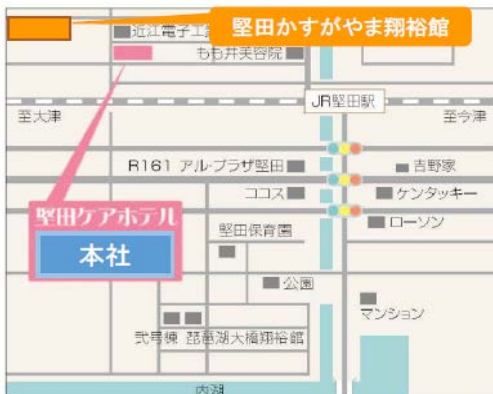 堅田かすがやま翔裕館
近江電子工
もも井美容院
JR堅田駅
至大津
至今津
R161 アル・プラザ堅田
吉野家
ココス
ケンタッキー
堅田ケアホテル
本社
堅田保育園
ローソン
公園
マンション
弐号棟 琵琶湖大橋翔裕館
内湖